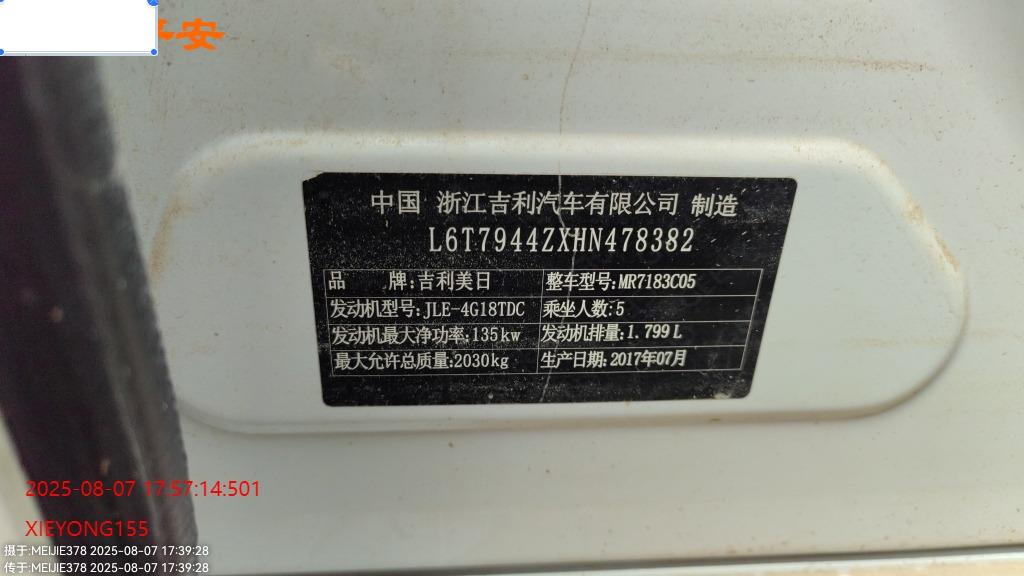 平安
中国 浙江吉利汽车有限公司 制造
L6T7944ZXHN478382
品 牌:吉利美日 整车型号:MR7183C05
发动机型号:JLE-4G18TDC 乘坐人数:5
发动机最大净功率:135kw 发动机排量:1.799L
最大允许总质量:2030kg 生产日期:2017年07月
2025-08-07 17:57:14:501
XIEYONG155
摄于:MEIJIE378 2025-08-07 17:39:28
传于:MEIJIE378 2025-08-07 17:39:28